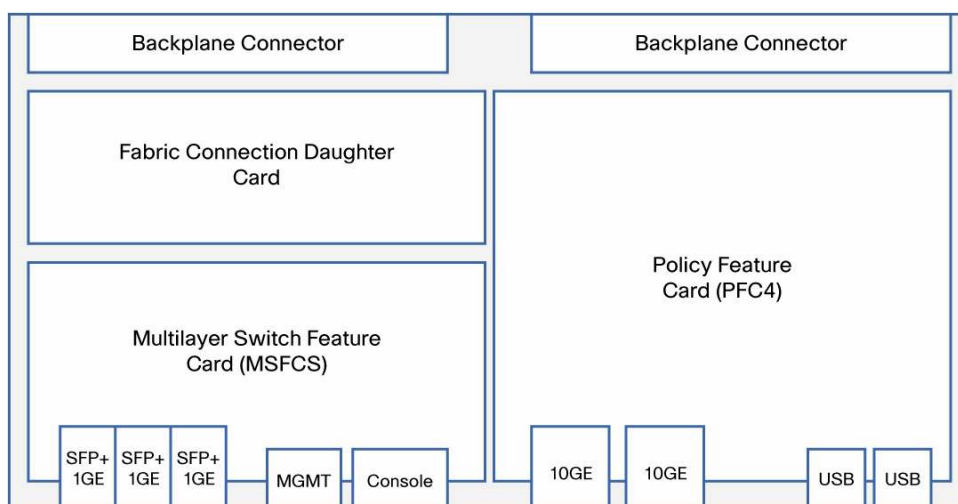 Backplane Connector
Backplane Connector
Fabric Connection Daughter
Card
Policy Feature
Card (PFC4)
Multilayer Switch Feature
Card (MSFCS)
SFP+
1GE
SFP+
1GE
SFP+
1GE
MGMT
Console
10GE
10GE
USB
USB